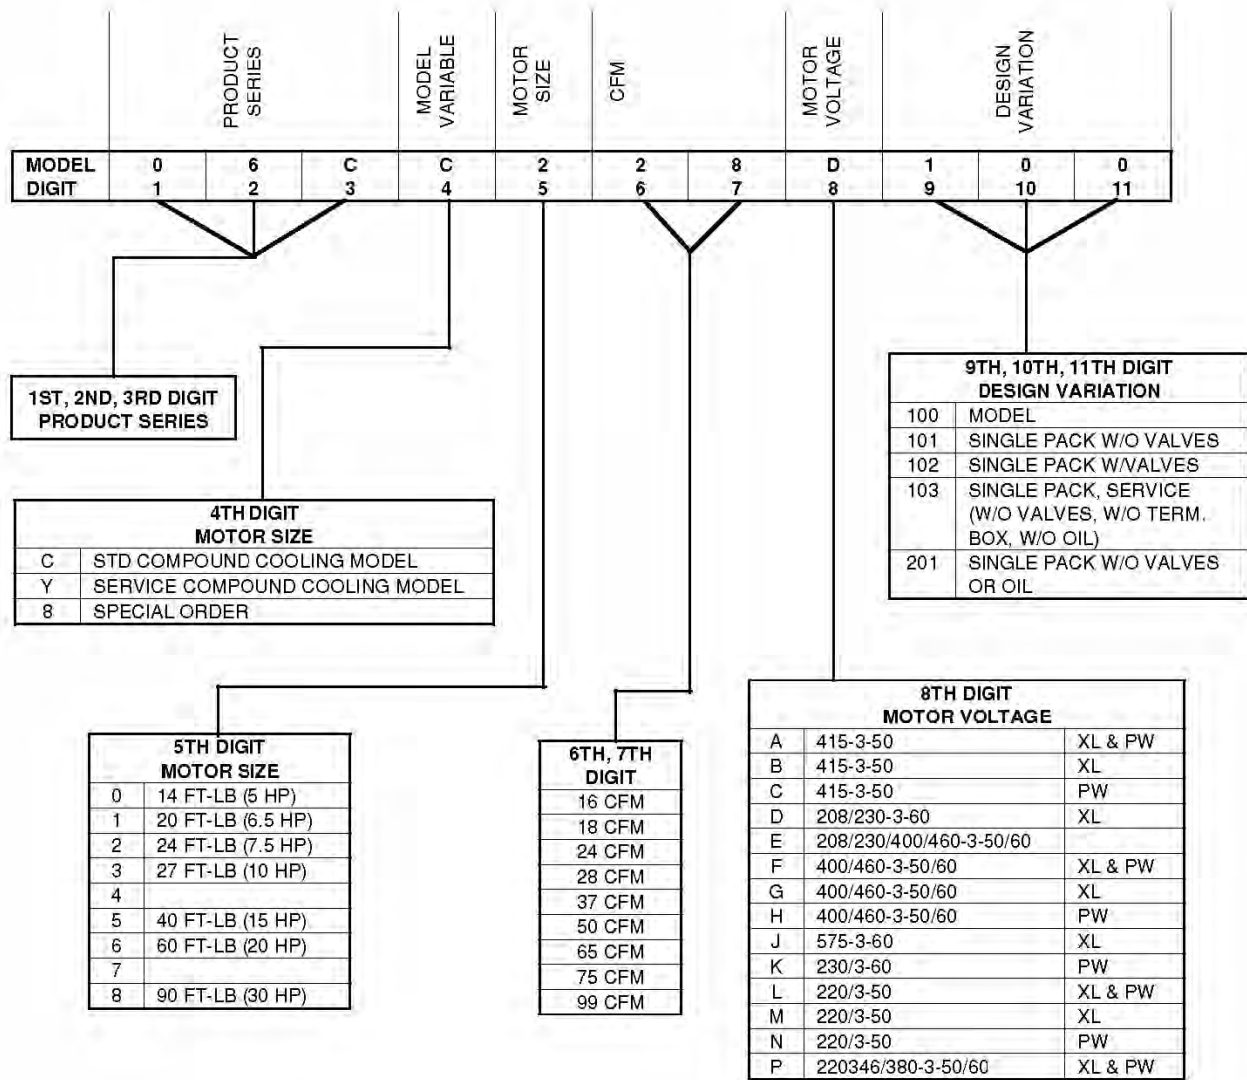 PRODUCT
SERIES
MODEL
VARIABLE
MOTOR
SIZE
CFM
MOTOR
VOLTAGE
DESIGN
VARIATION
MODEL 0 6 C C 2 2 8 D 1 0 0
DIGIT 1 2 3 4 5 6 7 8 9 10 11
1ST, 2ND, 3RD DIGIT
PRODUCT SERIES
9TH, 10TH, 11TH DIGIT
DESIGN VARIATION
100 MODEL
101 SINGLE PACK W/O VALVES
102 SINGLE PACK W/VALVES
103 SINGLE PACK, SERVICE
(W/O VALVES, W/O TERM.
BOX, W/O OIL)
201 SINGLE PACK W/O VALVES
OR OIL
4TH DIGIT
MOTOR SIZE
C STD COMPOUND COOLING MODEL
Y SERVICE COMPOUND COOLING MODEL
8 SPECIAL ORDER
5TH DIGIT
MOTOR SIZE
0 14 FT-LB (5 HP)
1 20 FT-LB (6.5 HP)
2 24 FT-LB (7.5 HP)
3 27 FT-LB (10 HP)
4
5 40 FT-LB (15 HP)
6 60 FT-LB (20 HP)
7
8 90 FT-LB (30 HP)
6TH, 7TH
DIGIT
16 CFM
18 CFM
24 CFM
28 CFM
37 CFM
50 CFM
65 CFM
75 CFM
99 CFM
8TH DIGIT
MOTOR VOLTAGE
A 415-3-50 XL & PW
B 415-3-50 XL
C 415-3-50 PW
D 208/230-3-60 XL
E 208/230/400/460-3-50/60
F 400/460-3-50/60 XL & PW
G 400/460-3-50/60 XL
H 400/460-3-50/60 PW
J 575-3-60 XL
K 230/3-60 PW
L 220/3-50 XL & PW
M 220/3-50 XL
N 220/3-50 PW
P 220346/380-3-50/60 XL & PW